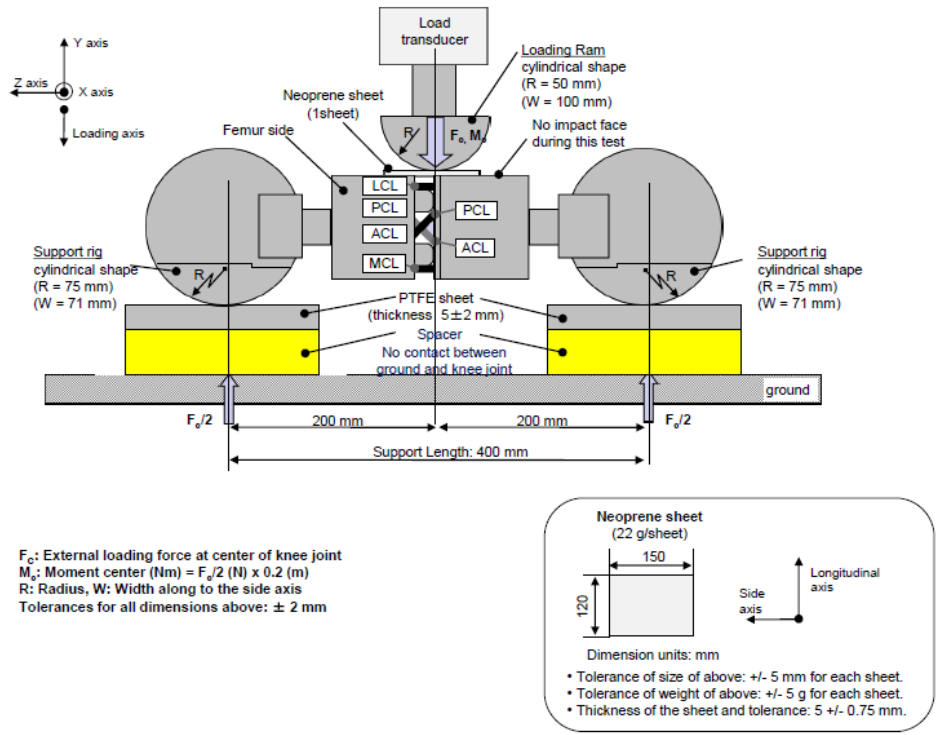 Load
transducer
Y axis
Z axis
X axis
Loading axis
Loading Ram
cylindrical shape
(R = 50 mm)
(W = 100 mm)
Neoprene sheet
(1sheet)
Femur side
R
Fc, Mc
No impact face
during this test
LCL
PCL
ACL
MCL
PCL
ACL
Support rig
cylindrical shape
(R = 75 mm)
(W = 71 mm)
R
R
Support rig
cylindrical shape
(R = 75 mm)
(W = 71 mm)
PTFE sheet
(thickness 5±2 mm)
Spacer
No contact between
ground and knee joint
ground
Fc/2
200 mm
200 mm
Fc/2
Support Length: 400 mm
FC: External loading force at center of knee joint
Mc: Moment center (Nm) = Fc/2 (N) x 0.2 (m)
R: Radius, W: Width along to the side axis
Tolerances for all dimensions above: ± 2 mm
Neoprene sheet
(22 g/sheet)
150
120
Side
axis
Longitudinal
axis
Dimension units: mm
• Tolerance of size of above: +/- 5 mm for each sheet.
• Tolerance of weight of above: +/- 5 g for each sheet.
• Thickness of the sheet and tolerance: 5 +/- 0.75 mm.